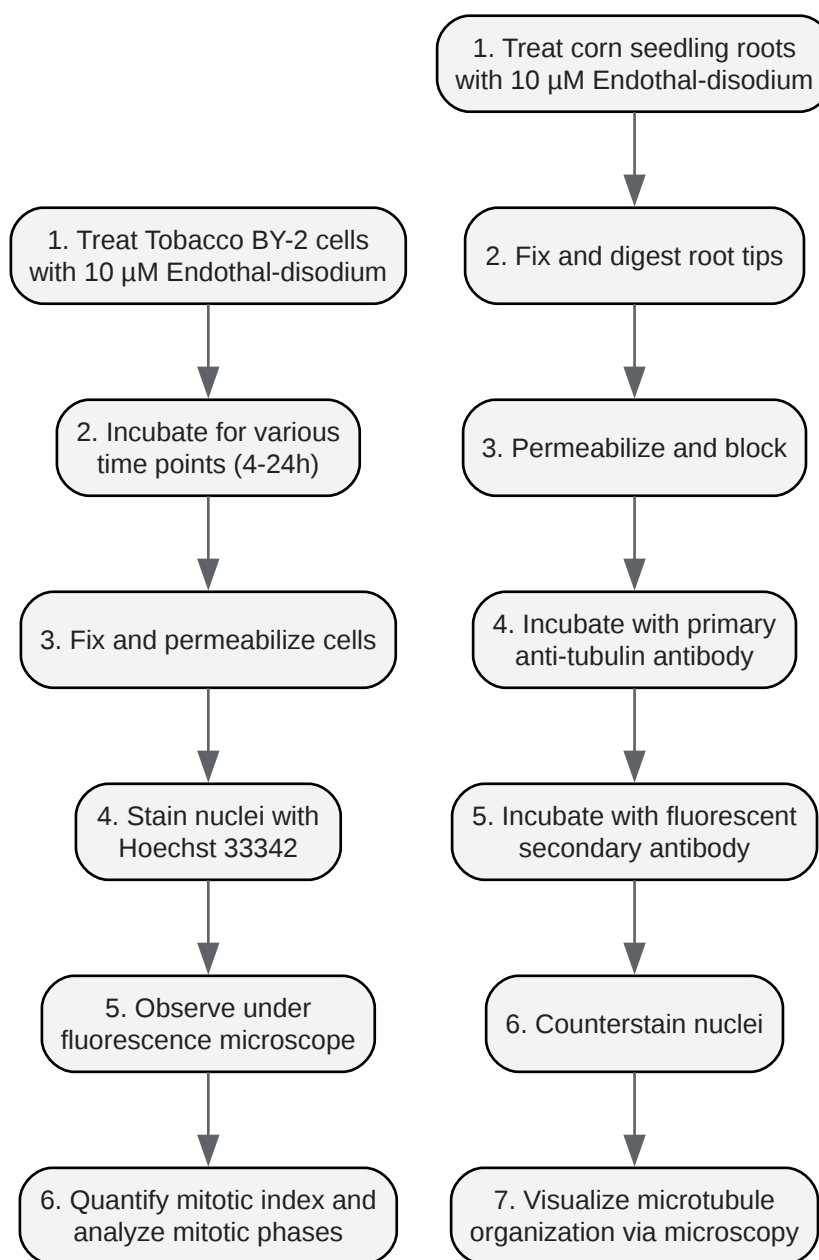 1. Treat Tobacco BY-2 cells
with 10 µM Endothal-disodium
2. Incubate for various
time points (4-24h)
3. Fix and permeabilize cells
4. Stain nuclei with
Hoechst 33342
5. Observe under
fluorescence microscope
6. Quantify mitotic index and
analyze mitotic phases
1. Treat corn seedling roots
with 10 µM Endothal-disodium
2. Fix and digest root tips
3. Permeabilize and block
4. Incubate with primary
anti-tubulin antibody
5. Incubate with fluorescent
secondary antibody
6. Counterstain nuclei
7. Visualize microtubule
organization via microscopy